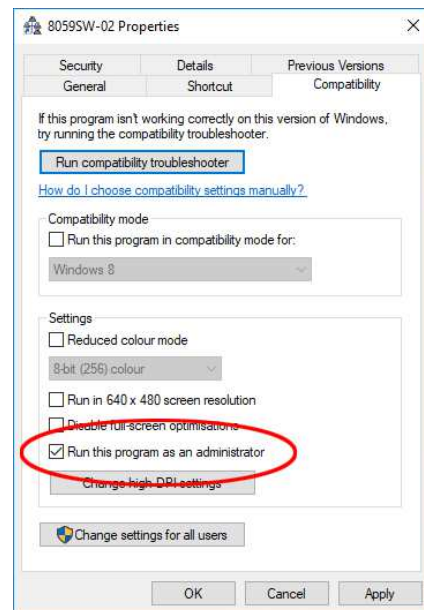 8059SW-02 Properties
Security Details Previous Versions
General Shortcut Compatibility
If this program isn't working correctly on this version of Windows,
try running the compatibility troubleshooter.
Run compatibility troubleshooter
How do I choose compatibility settings manually?
Compatibility mode
Run this program in compatibility mode for:
Windows 8
Settings
Reduced colour mode
8-bit (256) colour
Run in 640 x 480 screen resolution
Disable full-screen optimisations
Run this program as an administrator
Change high DPI settings
Change settings for all users
OK Cancel Apply